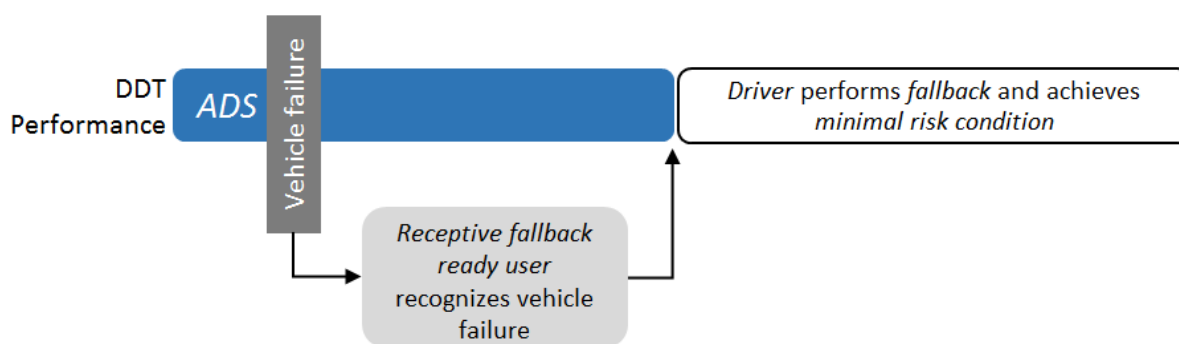 DDT
Performance
ADS
Vehicle failure
Driver performs fallback and achieves
minimal risk condition
Receptive fallback
ready user
recognizes vehicle
failure